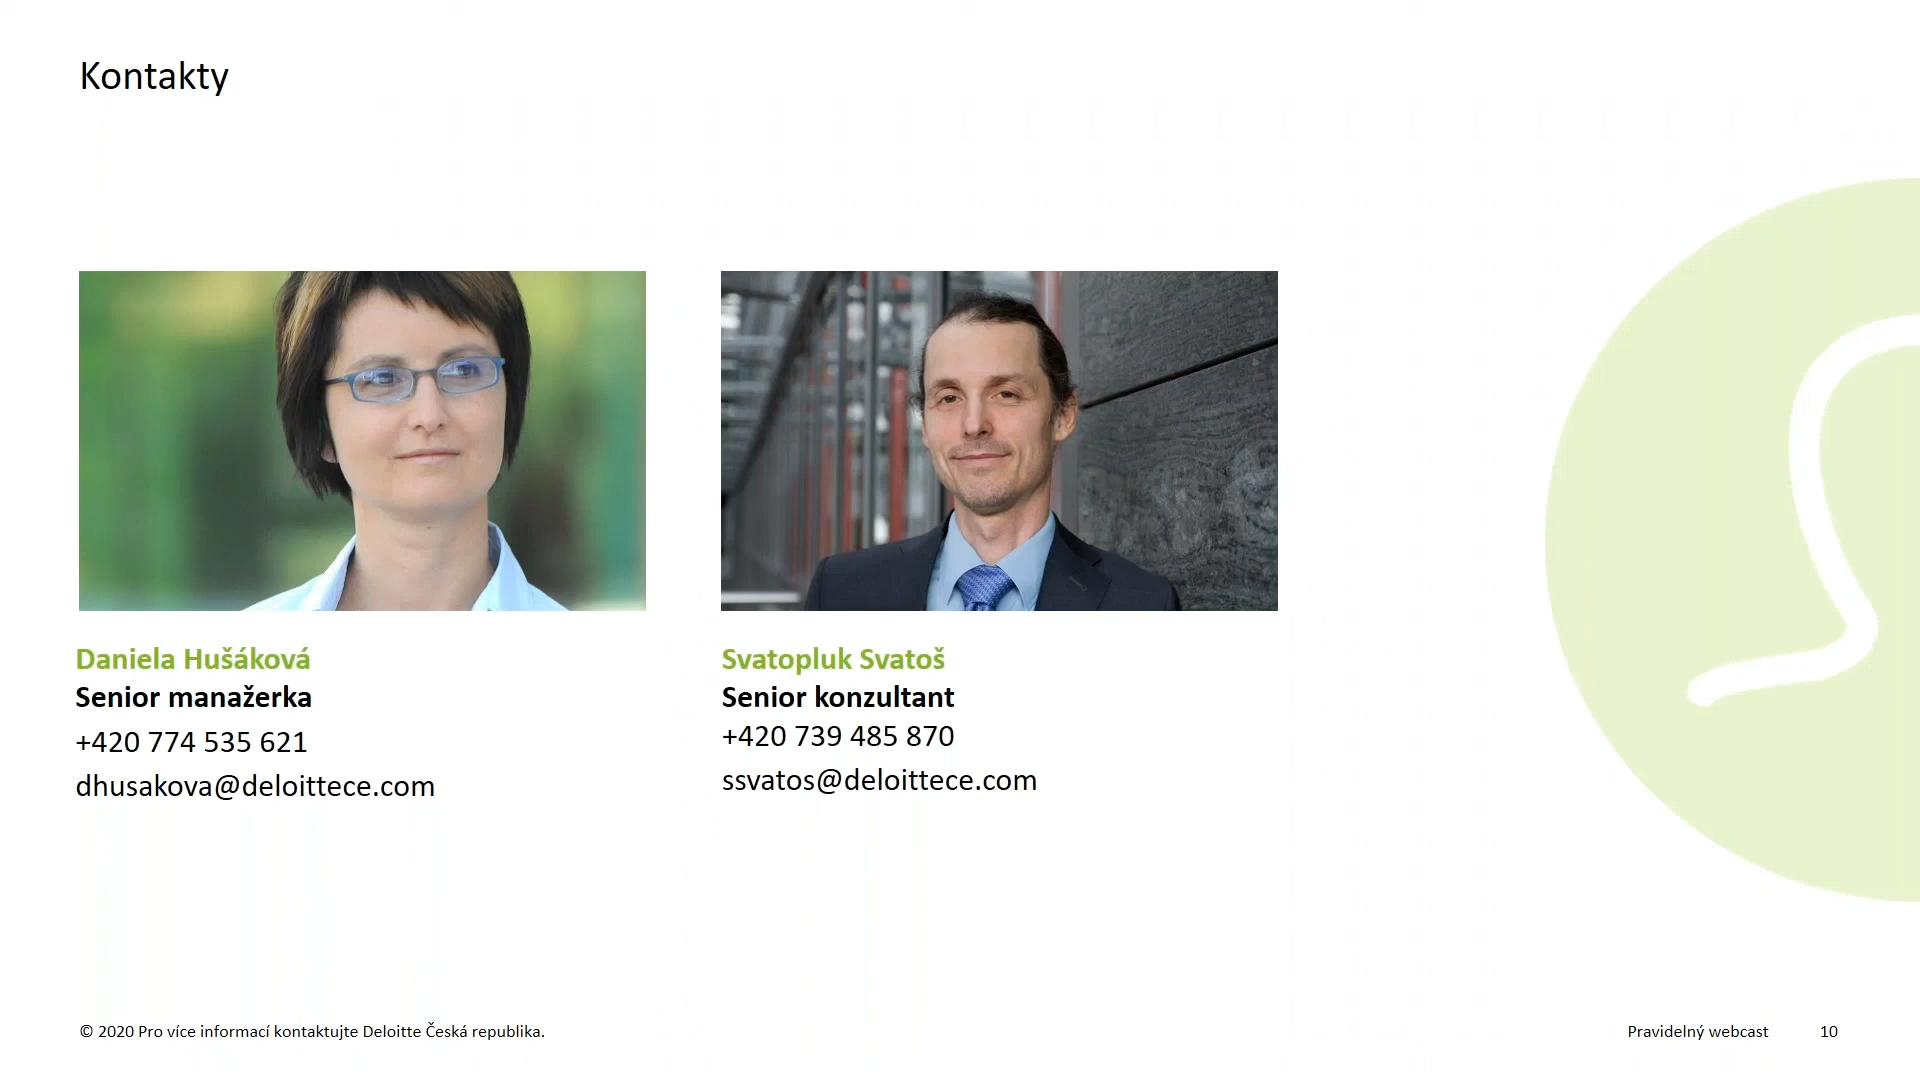 Kontakty
Daniela Hušáková
Senior manažerka
+420 774 535 621
dhusakova@deloittece.com
Svatopluk Svatoš
Senior konzultant
+420 739 485 870
ssvatos@deloittece.com
© 2020 Pro více informací kontaktujte Deloitte Česká republika.
Pravidelný webcast
10